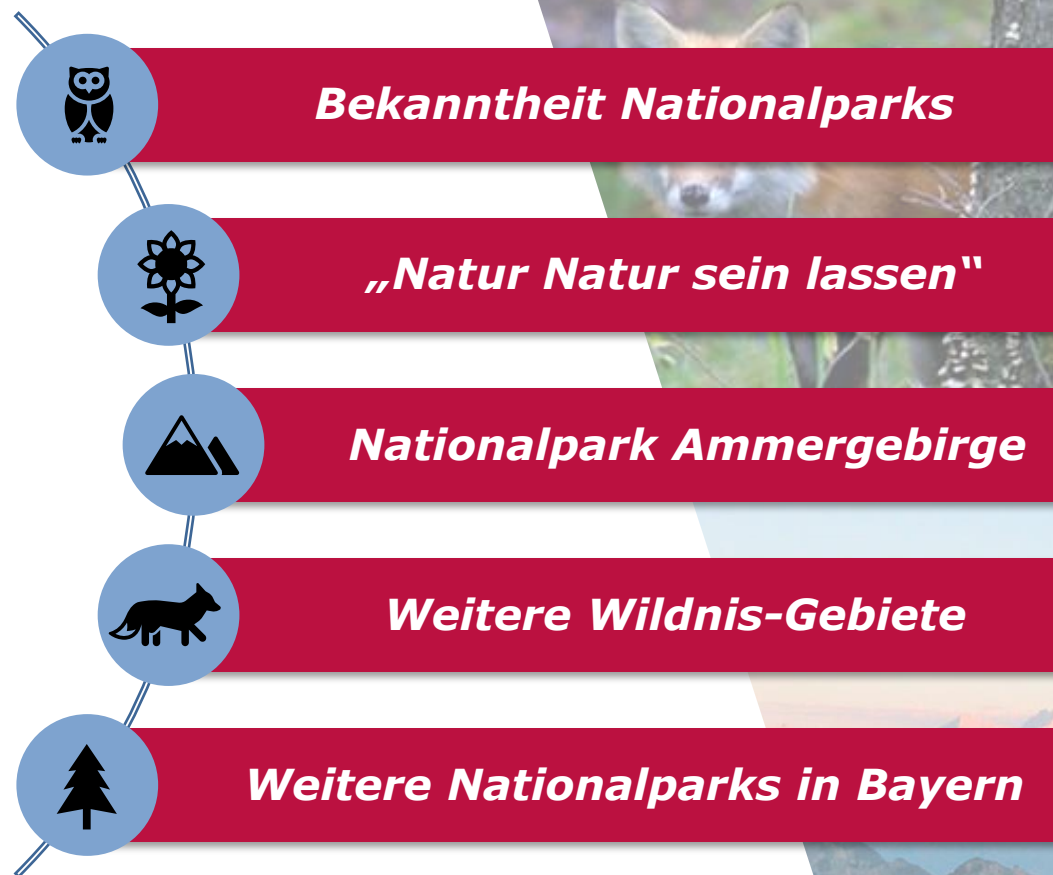 Bekanntheit Nationalparks
„Natur Natur sein lassen“
Nationalpark Ammergebirge
Weitere Wildnis-Gebiete
Weitere Nationalparks in Bayern